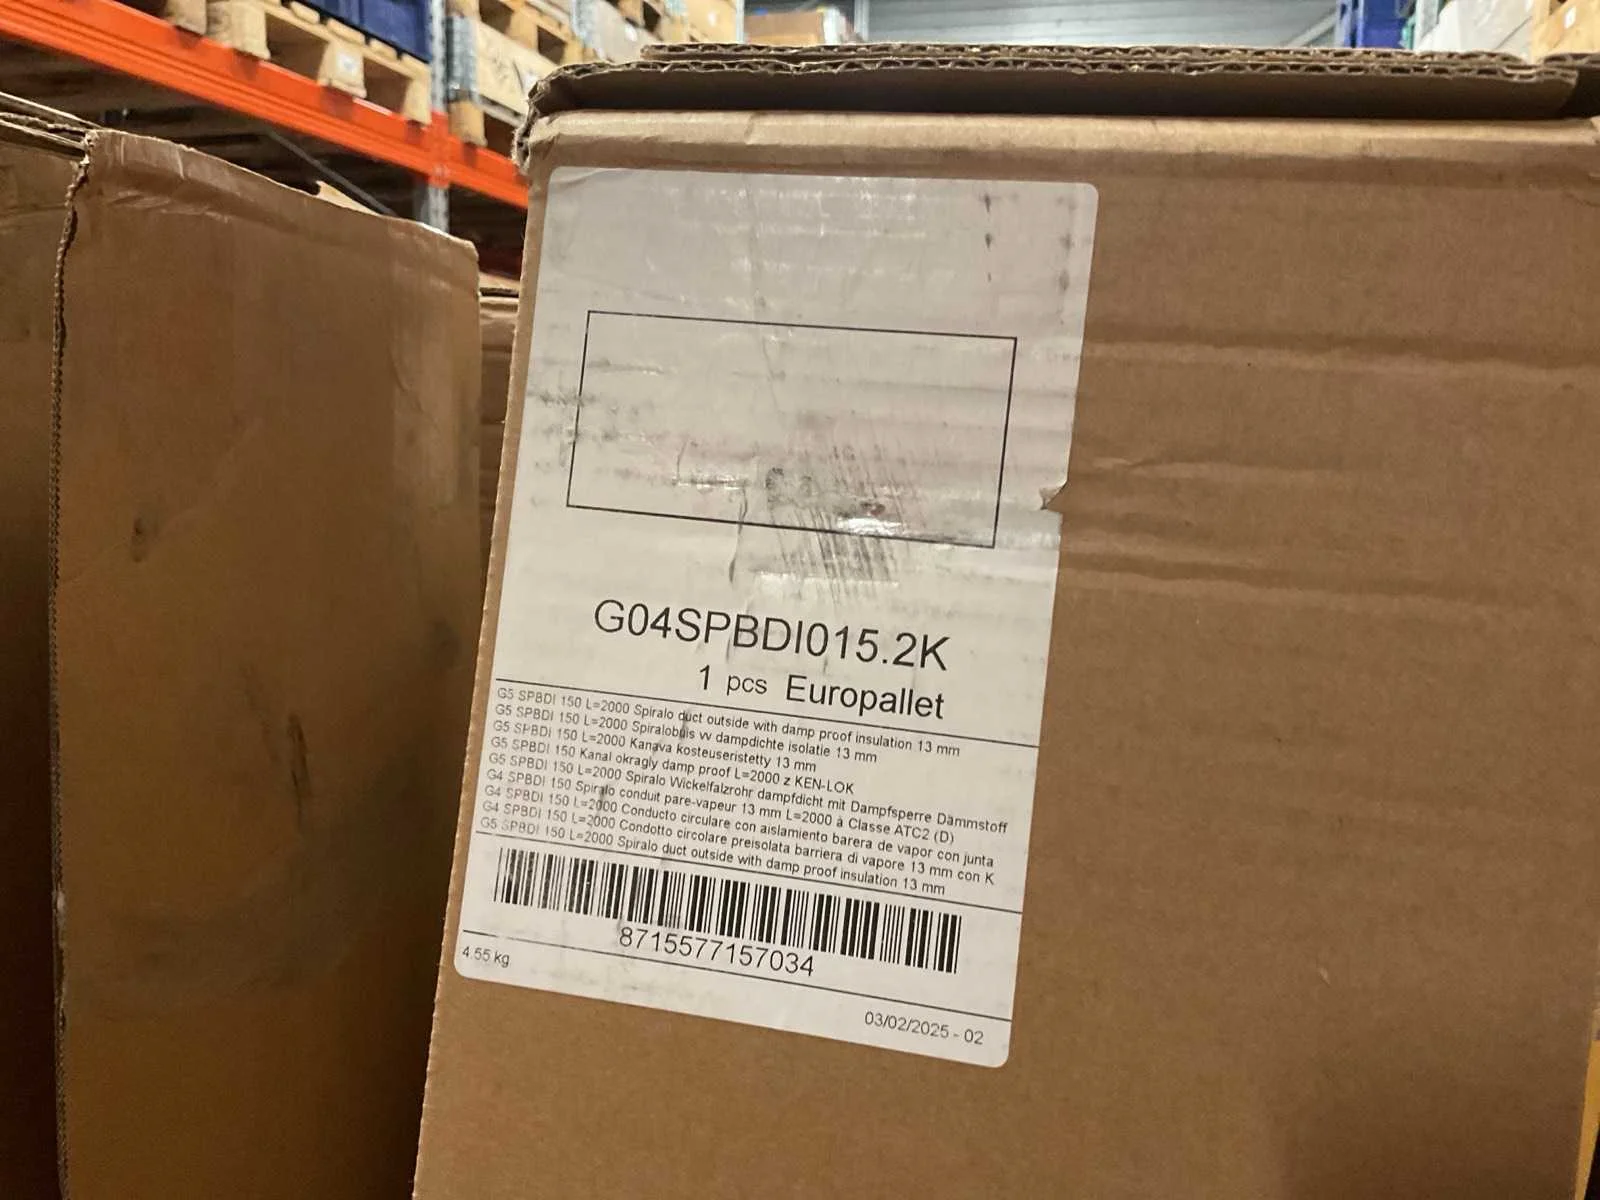 G04SPBDI015.2K
1 pcs Europallet
G5 SPBDI 150 L=2000 Spiralo duct outside with damp proof insulation 13 mm
G5 SPBDI 150 L=2000 Spiralobuis vv dampdichte isolatie 13 mm
G5 SPBDI 150 L=2000 Kanava kosteuseristetty 13 mm
G5 SPBDI 150 Kanal okragly damp proof L=2000 z KEN-LOK
G5 SPBDI 150 L=2000 Spiralo Wickelfalzrohr dampfdicht mit Dampfsperre Dämmstoff
G4 SPBDI 150 Spiralo conduit pare-vapeur 13 mm L=2000 à Classe ATC2 (D)
G4 SPBDI 150 L=2000 Conducto circulare con aislamiento barera de vapor con junta
G4 SPBDI 150 L=2000 Condotto circolare preisolata barriera di vapore 13 mm con K
G5 SPBDI 150 L=2000 Spiralo duct outside with damp proof insulation 13 mm
8715577157034
4.55 kg
03/02/2025 - 02